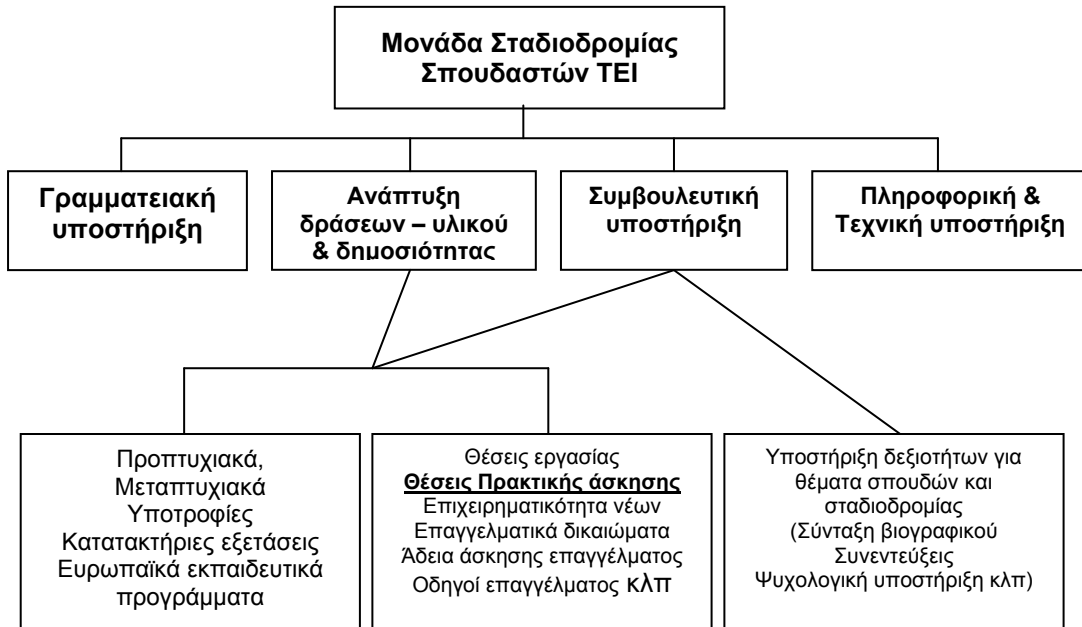 Μονάδα Σταδιοδρομίας
Σπουδαστών ΤΕΙ
Γραμματειακή
υποστήριξη
Ανάπτυξη
δράσεων – υλικού
& δημοσιότητας
Συμβουλευτική
υποστήριξη
Πληροφορική &
Τεχνική υποστήριξη
Προπτυχιακά,
Μεταπτυχιακά
Υποτροφίες
Κατατακτήριες εξετάσεις
Ευρωπαϊκά εκπαιδευτικά
προγράμματα
Θέσεις εργασίας
Θέσεις Πρακτικής άσκησης
Επιχειρηματικότητα νέων
Επαγγελματικά δικαιώματα
Άδεια άσκησης επαγγέλματος
Οδηγοί επαγγέλματος κλπ
Υποστήριξη δεξιοτήτων για
θέματα σπουδών και
σταδιοδρομίας
(Σύνταξη βιογραφικού
Συνεντεύξεις
Ψυχολογική υποστήριξη κλπ)